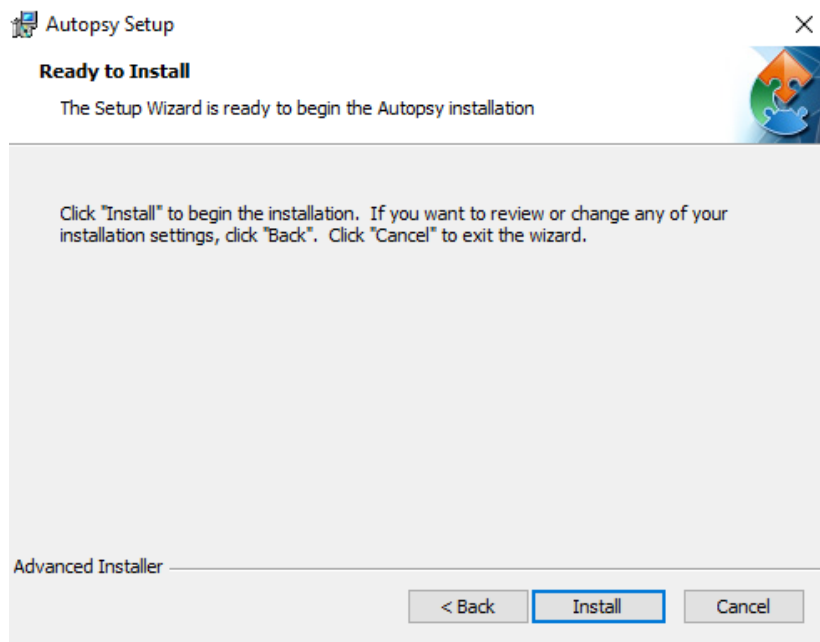 Autopsy Setup
Ready to Install
The Setup Wizard is ready to begin the Autopsy installation
Click "Install" to begin the installation.  If you want to review or change any of your
installation settings, click "Back".  Click "Cancel" to exit the wizard.
Advanced Installer
< Back
Install
Cancel